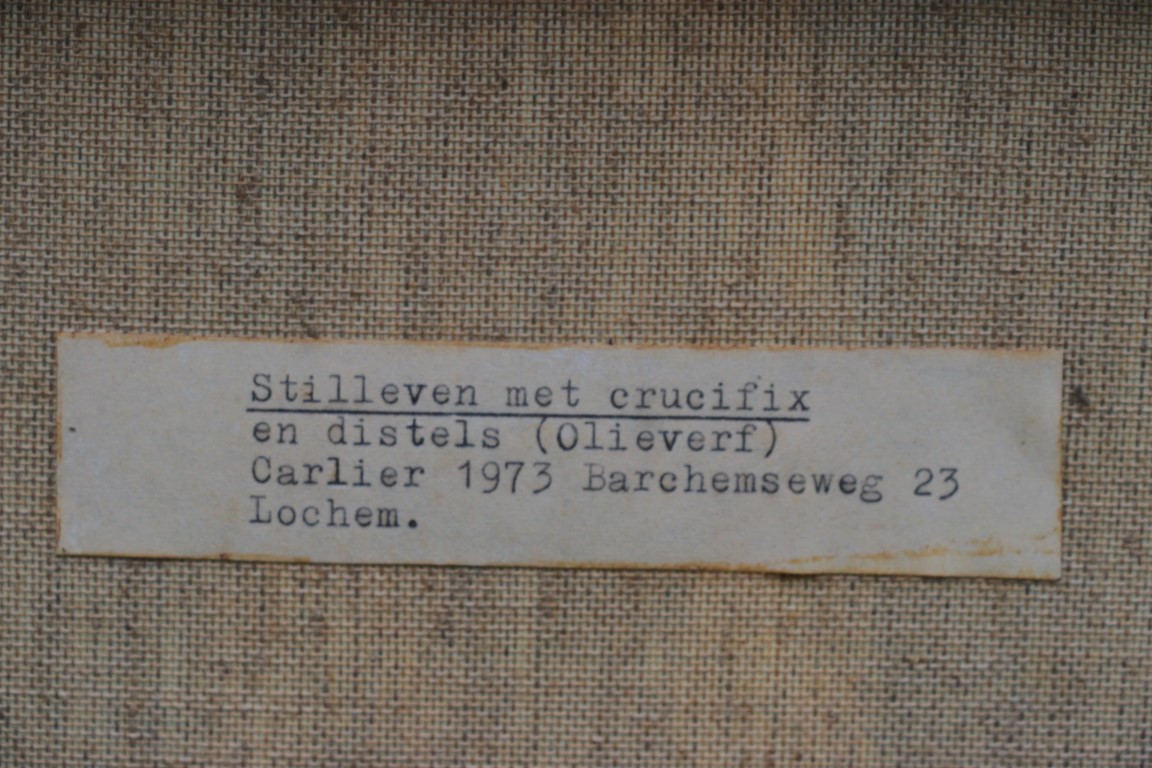 Stilleven met crucifix
en distels (Olieverf)
Carlier 1973 Barchemseweg 23
Lochem.